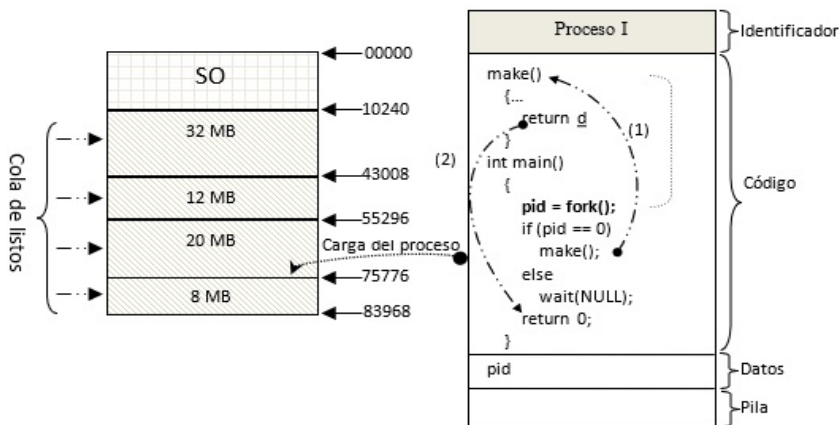 SO
32 MB
12 MB
20 MB
8 MB
00000
10240
43008
55296
75776
83968
Cola de listos
Carga del proceso
Proceso I
make()
{...
return d
}
int main()
{
pid = fork();
if (pid == 0)
make();
else
wait(NULL);
return 0;
}
(1)
(2)
pid
Identificador
Código
Datos
Pila